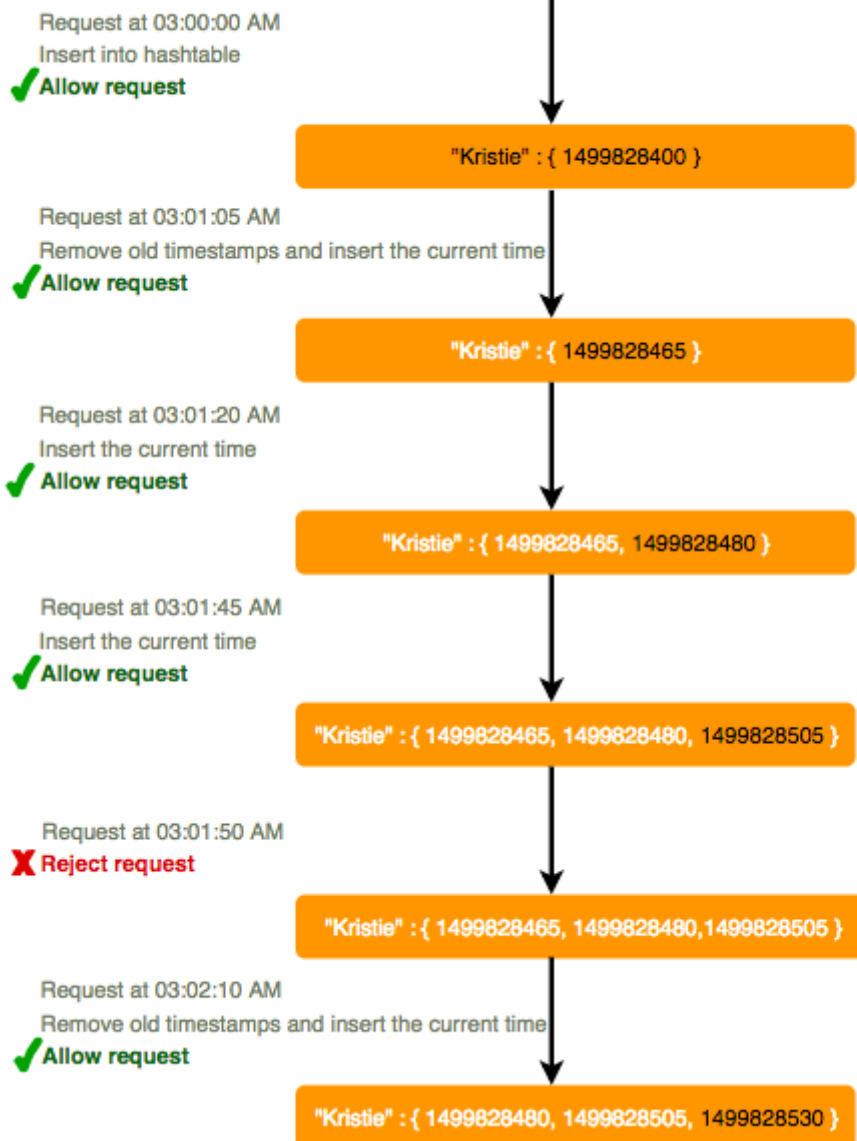 Request at 03:00:00 AM
Insert into hashtable
Allow request
"Kristie" : { 1499828400 }
Request at 03:01:05 AM
Remove old timestamps and insert the current time
Allow request
"Kristie" : { 1499828465 }
Request at 03:01:20 AM
Insert the current time
Allow request
"Kristie" : { 1499828465, 1499828480 }
Request at 03:01:45 AM
Insert the current time
Allow request
"Kristie" : { 1499828465, 1499828480, 1499828505 }
Request at 03:01:50 AM
Reject request
"Kristie" : { 1499828465, 1499828480,1499828505 }
Request at 03:02:10 AM
Remove old timestamps and insert the current time
Allow request
"Kristie" : { 1499828480, 1499828505, 1499828530 }